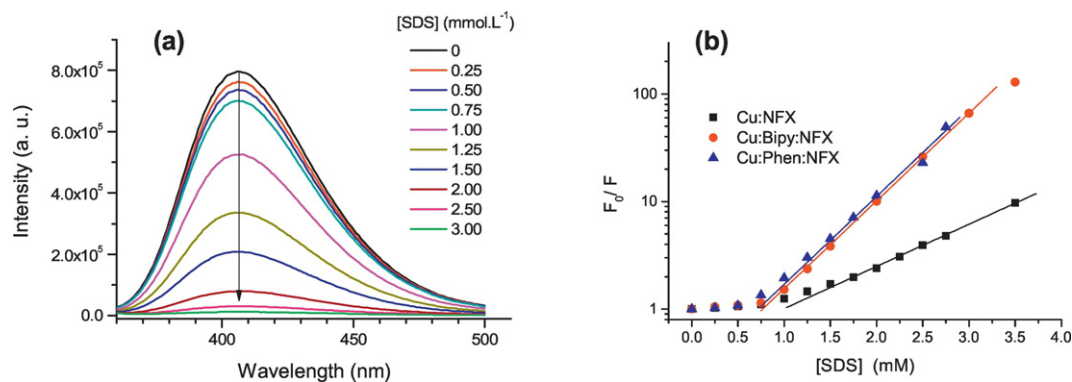 (a)
[SDS] (mmol.L⁻¹)
0
0.25
0.50
0.75
1.00
1.25
1.50
2.00
2.50
3.00
8.0x10⁵
6.0x10⁵
4.0x10⁵
2.0x10⁵
0.0
Intensity (a. u.)
400
450
500
Wavelength (nm)
(b)
Cu:NFX
Cu:Bipy:NFX
Cu:Phen:NFX
100
10
1
F₀/ F
0.0 0.5 1.0 1.5 2.0 2.5 3.0 3.5 4.0
[SDS] (mM)